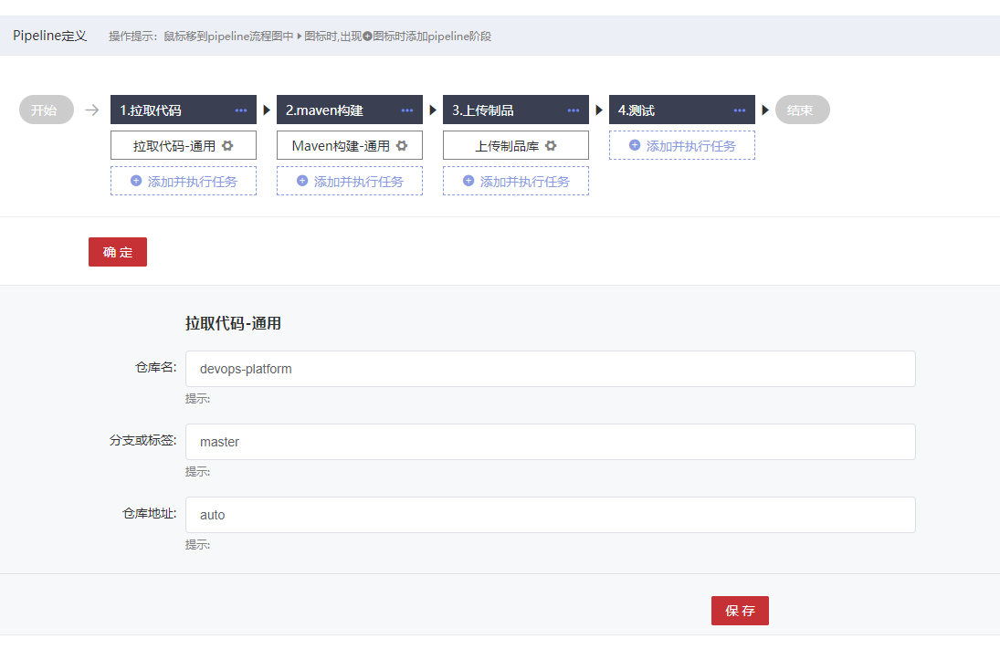 Pipeline定义 操作提示: 鼠标移到pipeline流程图中 图标时,出现 图标时添加pipeline阶段
开始 1.拉取代码 ••• 2.maven构建 ••• 3.上传制品 ••• 4.测试 ••• 结束
拉取代码-通用 Maven构建-通用 上传制品库 添加并执行任务
添加并执行任务 添加并执行任务 添加并执行任务
确 定
拉取代码-通用
仓库名: devops-platform
提示:
分支或标签: master
提示:
仓库地址: auto
提示:
保 存